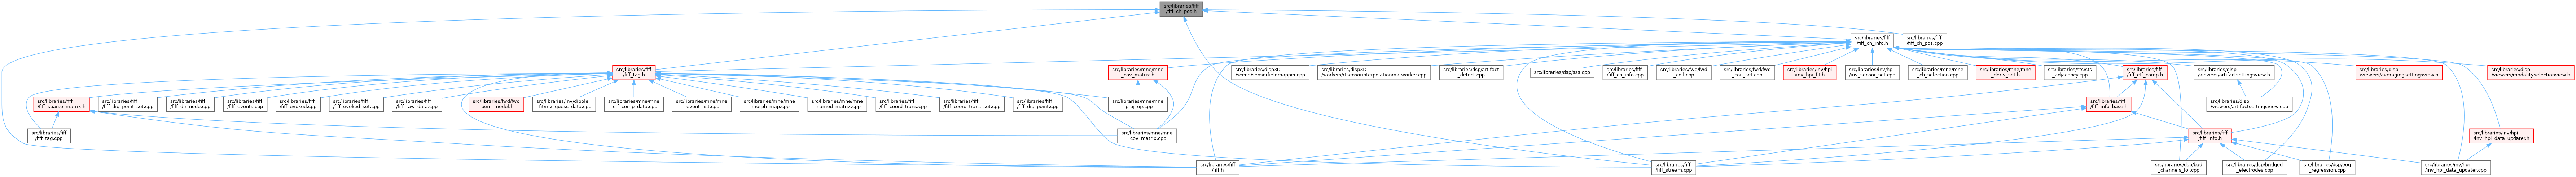 src/libraries/fiff
/fiff_ch_pos.h
src/libraries/fiff
/fiff_ch_info.h
src/libraries/fiff
/fiff_ch_pos.cpp
src/libraries/fiff
/fiff_tag.h
src/libraries/mne/mne
_cov_matrix.h
src/libraries/disp3D
/scene/sensorfieldmapper.cpp
src/libraries/disp3D
/workers/rtsensorinterpolationmatworker.cpp
src/libraries/dsp/artifact
_detect.cpp
src/libraries/dsp/sss.cpp
src/libraries/fiff
/fiff_ch_info.cpp
src/libraries/fwd/fwd
_coil.cpp
src/libraries/fwd/fwd
_coil_set.cpp
src/libraries/inv/hpi
/inv_hpi_fit.h
src/libraries/inv/hpi
/inv_sensor_set.cpp
src/libraries/mne/mne
_ch_selection.cpp
src/libraries/mne/mne
_deriv_set.h
src/libraries/sts/sts
_adjacency.cpp
src/libraries/fiff
/fiff_ctf_comp.h
src/libraries/disp
/viewers/artifactsettingsview.h
src/libraries/disp
/viewers/averagingsettingsview.h
src/libraries/disp
/viewers/modalityselectionview.h
src/libraries/fiff
/fiff_sparse_matrix.h
src/libraries/fiff
/fiff_dig_point_set.cpp
src/libraries/fiff
/fiff_dir_node.cpp
src/libraries/fiff
/fiff_events.cpp
src/libraries/fiff
/fiff_evoked.cpp
src/libraries/fiff
/fiff_evoked_set.cpp
src/libraries/fiff
/fiff_raw_data.cpp
src/libraries/fwd/fwd
_bem_model.h
src/libraries/inv/dipole
_fit/inv_guess_data.cpp
src/libraries/mne/mne
_ctf_comp_data.cpp
src/libraries/mne/mne
_event_list.cpp
src/libraries/mne/mne
_morph_map.cpp
src/libraries/mne/mne
_named_matrix.cpp
src/libraries/fiff
/fiff_coord_trans.cpp
src/libraries/fiff
/fiff_coord_trans_set.cpp
src/libraries/fiff
/fiff_dig_point.cpp
src/libraries/mne/mne
_proj_op.cpp
src/libraries/fiff
/fiff_info_base.h
src/libraries/disp
/viewers/artifactsettingsview.cpp
src/libraries/fiff
/fiff_tag.cpp
src/libraries/mne/mne
_cov_matrix.cpp
src/libraries/fiff
/fiff_info.h
src/libraries/inv/hpi
/inv_hpi_data_updater.h
src/libraries/fiff
/fiff.h
src/libraries/fiff
/fiff_stream.cpp
src/libraries/dsp/bad
_channels_lof.cpp
src/libraries/dsp/bridged
_electrodes.cpp
src/libraries/dsp/eog
_regression.cpp
src/libraries/inv/hpi
/inv_hpi_data_updater.cpp